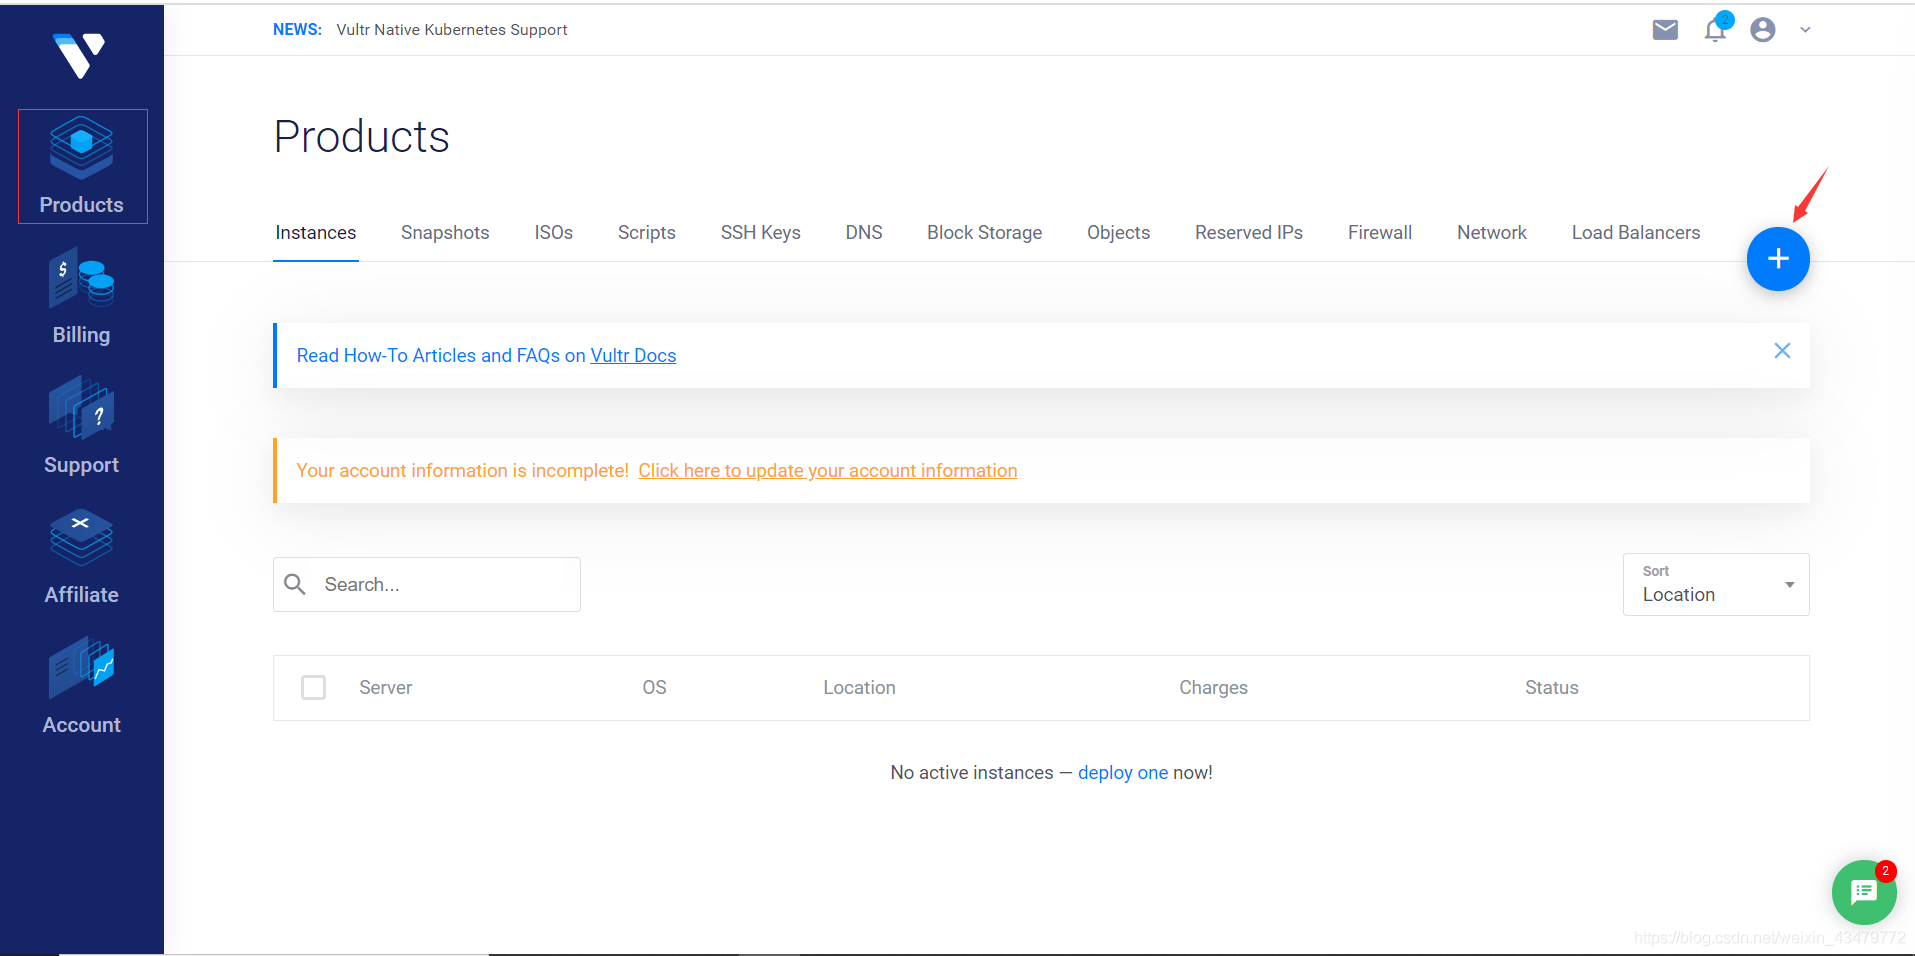 NEWS: Vultr Native Kubernetes Support
2
Products
Products
Instances Snapshots ISOs Scripts SSH Keys DNS Block Storage Objects Reserved IPs Firewall Network Load Balancers
+
$
Billing
Read How-To Articles and FAQs on Vultr Docs
?
Support
Your account information is incomplete! Click here to update your account information
Affiliate
Search...
Sort
Location
Account
Server OS Location Charges Status
No active instances — deploy one now!
2
https://blog.csdn.net/weixin_43479772